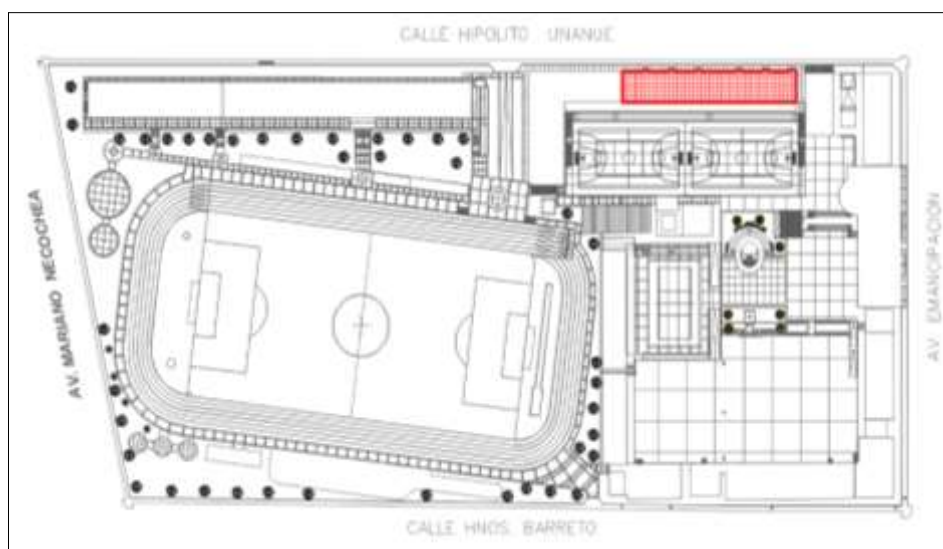 CALLE HIPOLITO UNANUE
AV. MARIANO NECOCHEA
AV. EMANCIPACION
CALLE HNOS. BARRETO